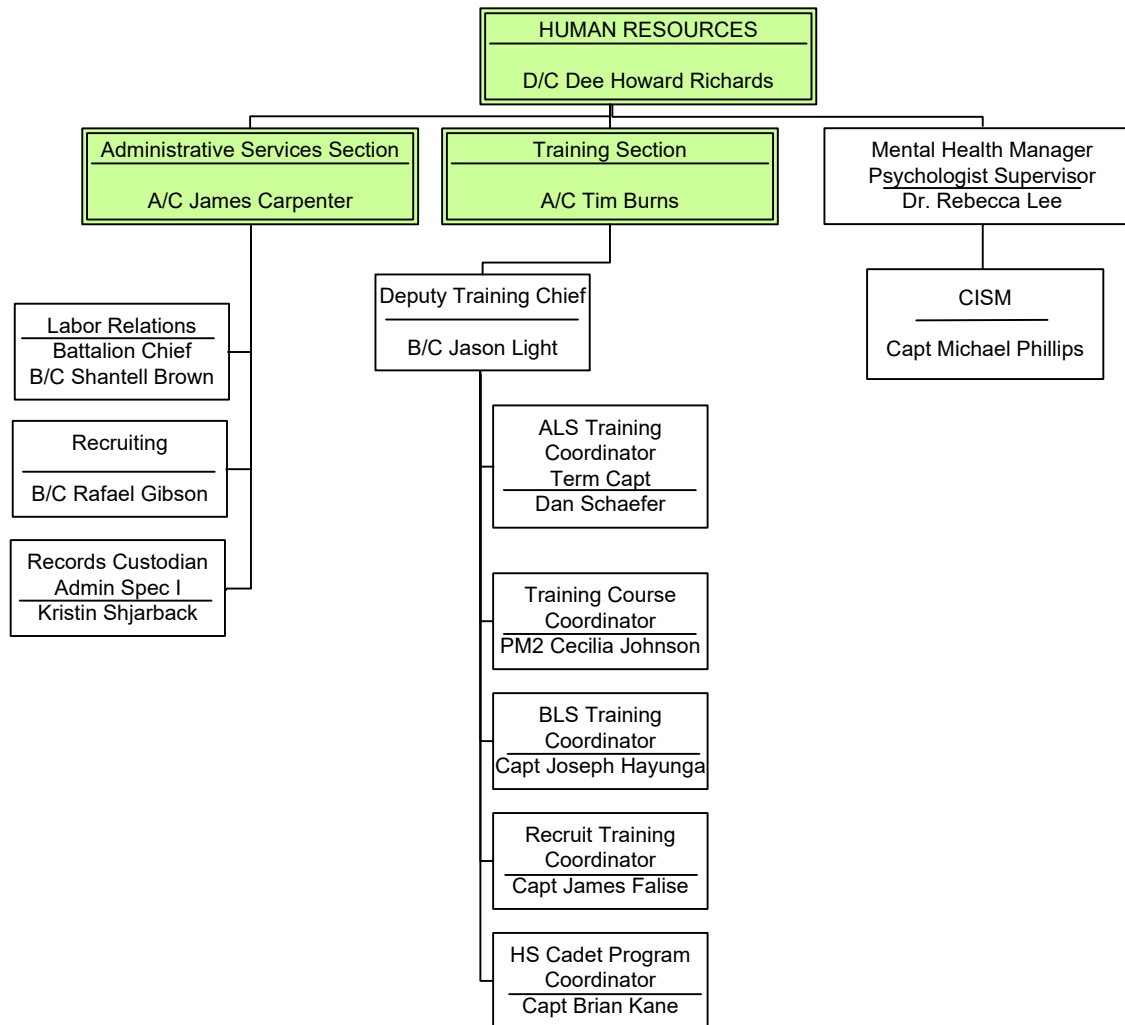 HUMAN RESOURCES
D/C Dee Howard Richards
Administrative Services Section
A/C James Carpenter
Training Section
A/C Tim Burns
Mental Health Manager
Psychologist Supervisor
Dr. Rebecca Lee
Labor Relations
Battalion Chief
B/C Shantell Brown
Recruiting
B/C Rafael Gibson
Records Custodian
Admin Spec I
Kristin Shjarback
Deputy Training Chief
B/C Jason Light
ALS Training
Coordinator
Term Capt
Dan Schaefer
Training Course
Coordinator
PM2 Cecilia Johnson
BLS Training
Coordinator
Capt Joseph Hayunga
Recruit Training
Coordinator
Capt James Falise
HS Cadet Program
Coordinator
Capt Brian Kane
CISM
Capt Michael Phillips